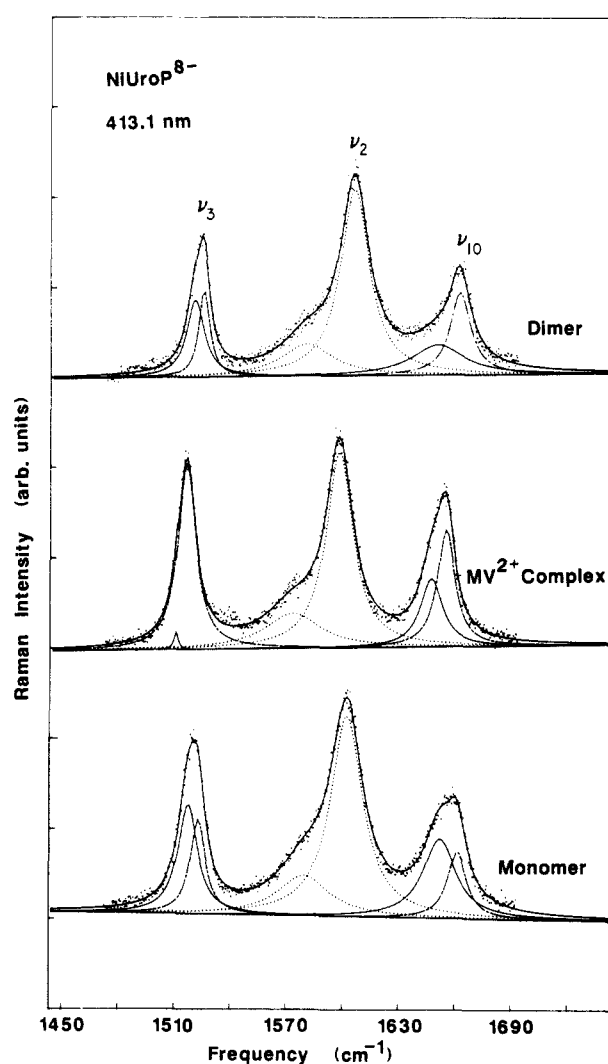 NiUroP⁸⁻
413.1 nm
ν₃
ν₂
ν₁₀
Dimer
MV²⁺ Complex
Monomer
Raman Intensity (arb. units)
1450 1510 1570 1630 1690
Frequency (cm⁻¹)